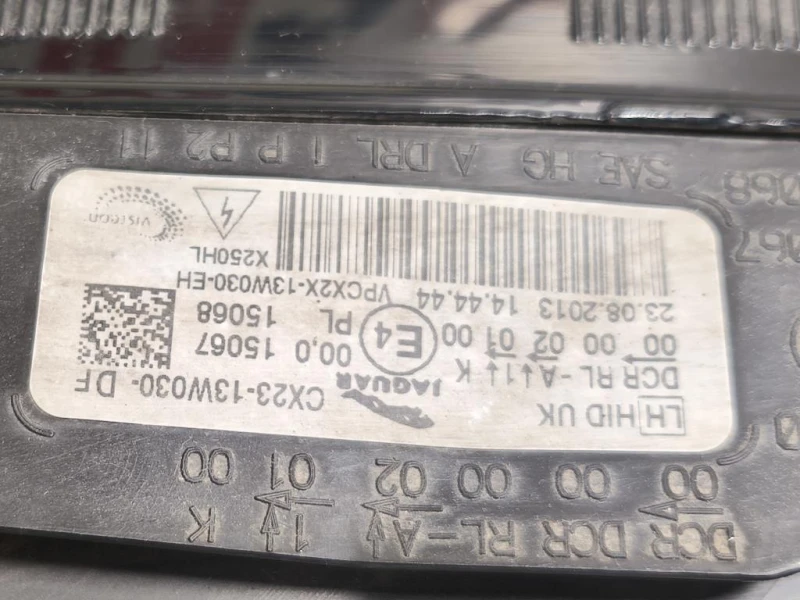 DCR DCR RL-A 1 K
00 00 00 02 01 00
LH HID UK
JAGUAR
CX23-13W030- DF
DCR RL-A 1 K
00 00 02 01 00
E4
00,0 15067
PL 15068
23.08.2013 14.44.44 VPCX2X-13W030-EH
X250HL
visteon
067
068
SAE HG A DRL I P P2 11